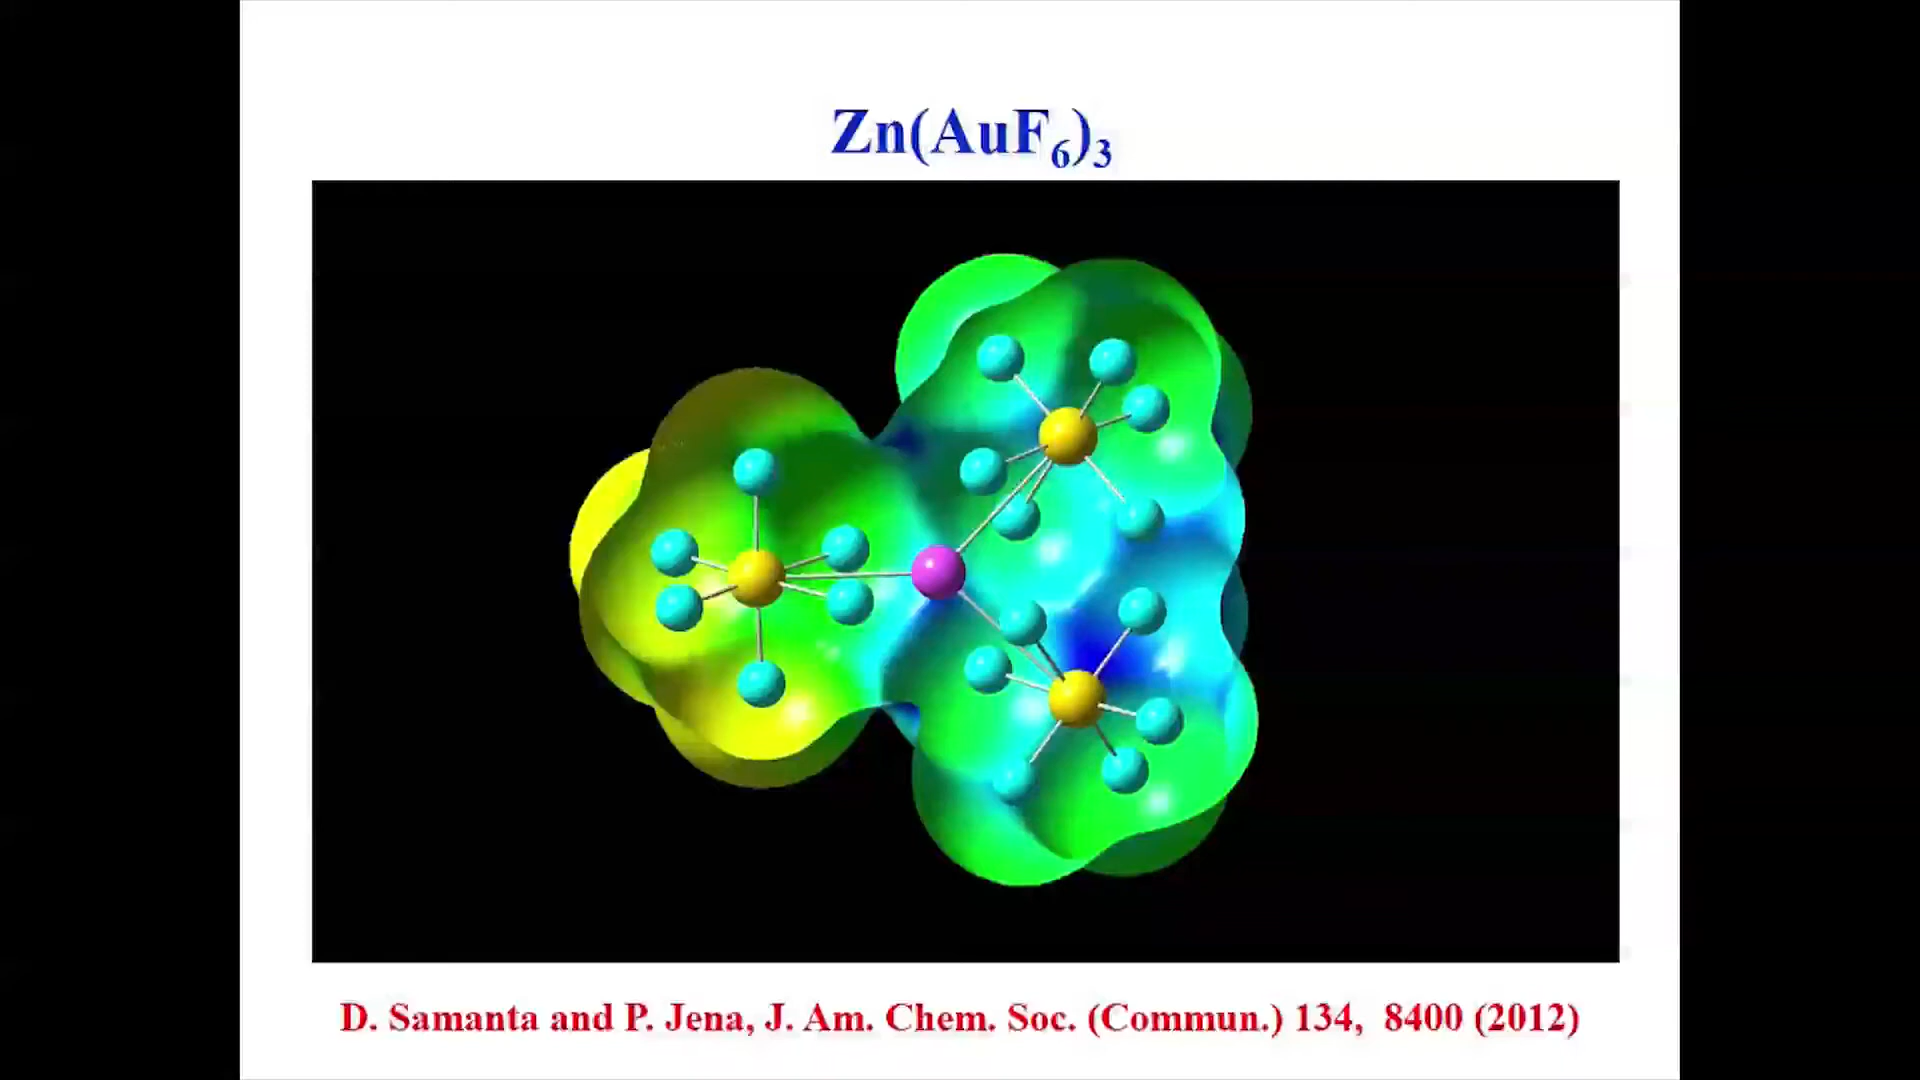 Zn(AuF₆)₃
D. Samanta and P. Jena, J. Am. Chem. Soc. (Commun.) 134, 8400 (2012)